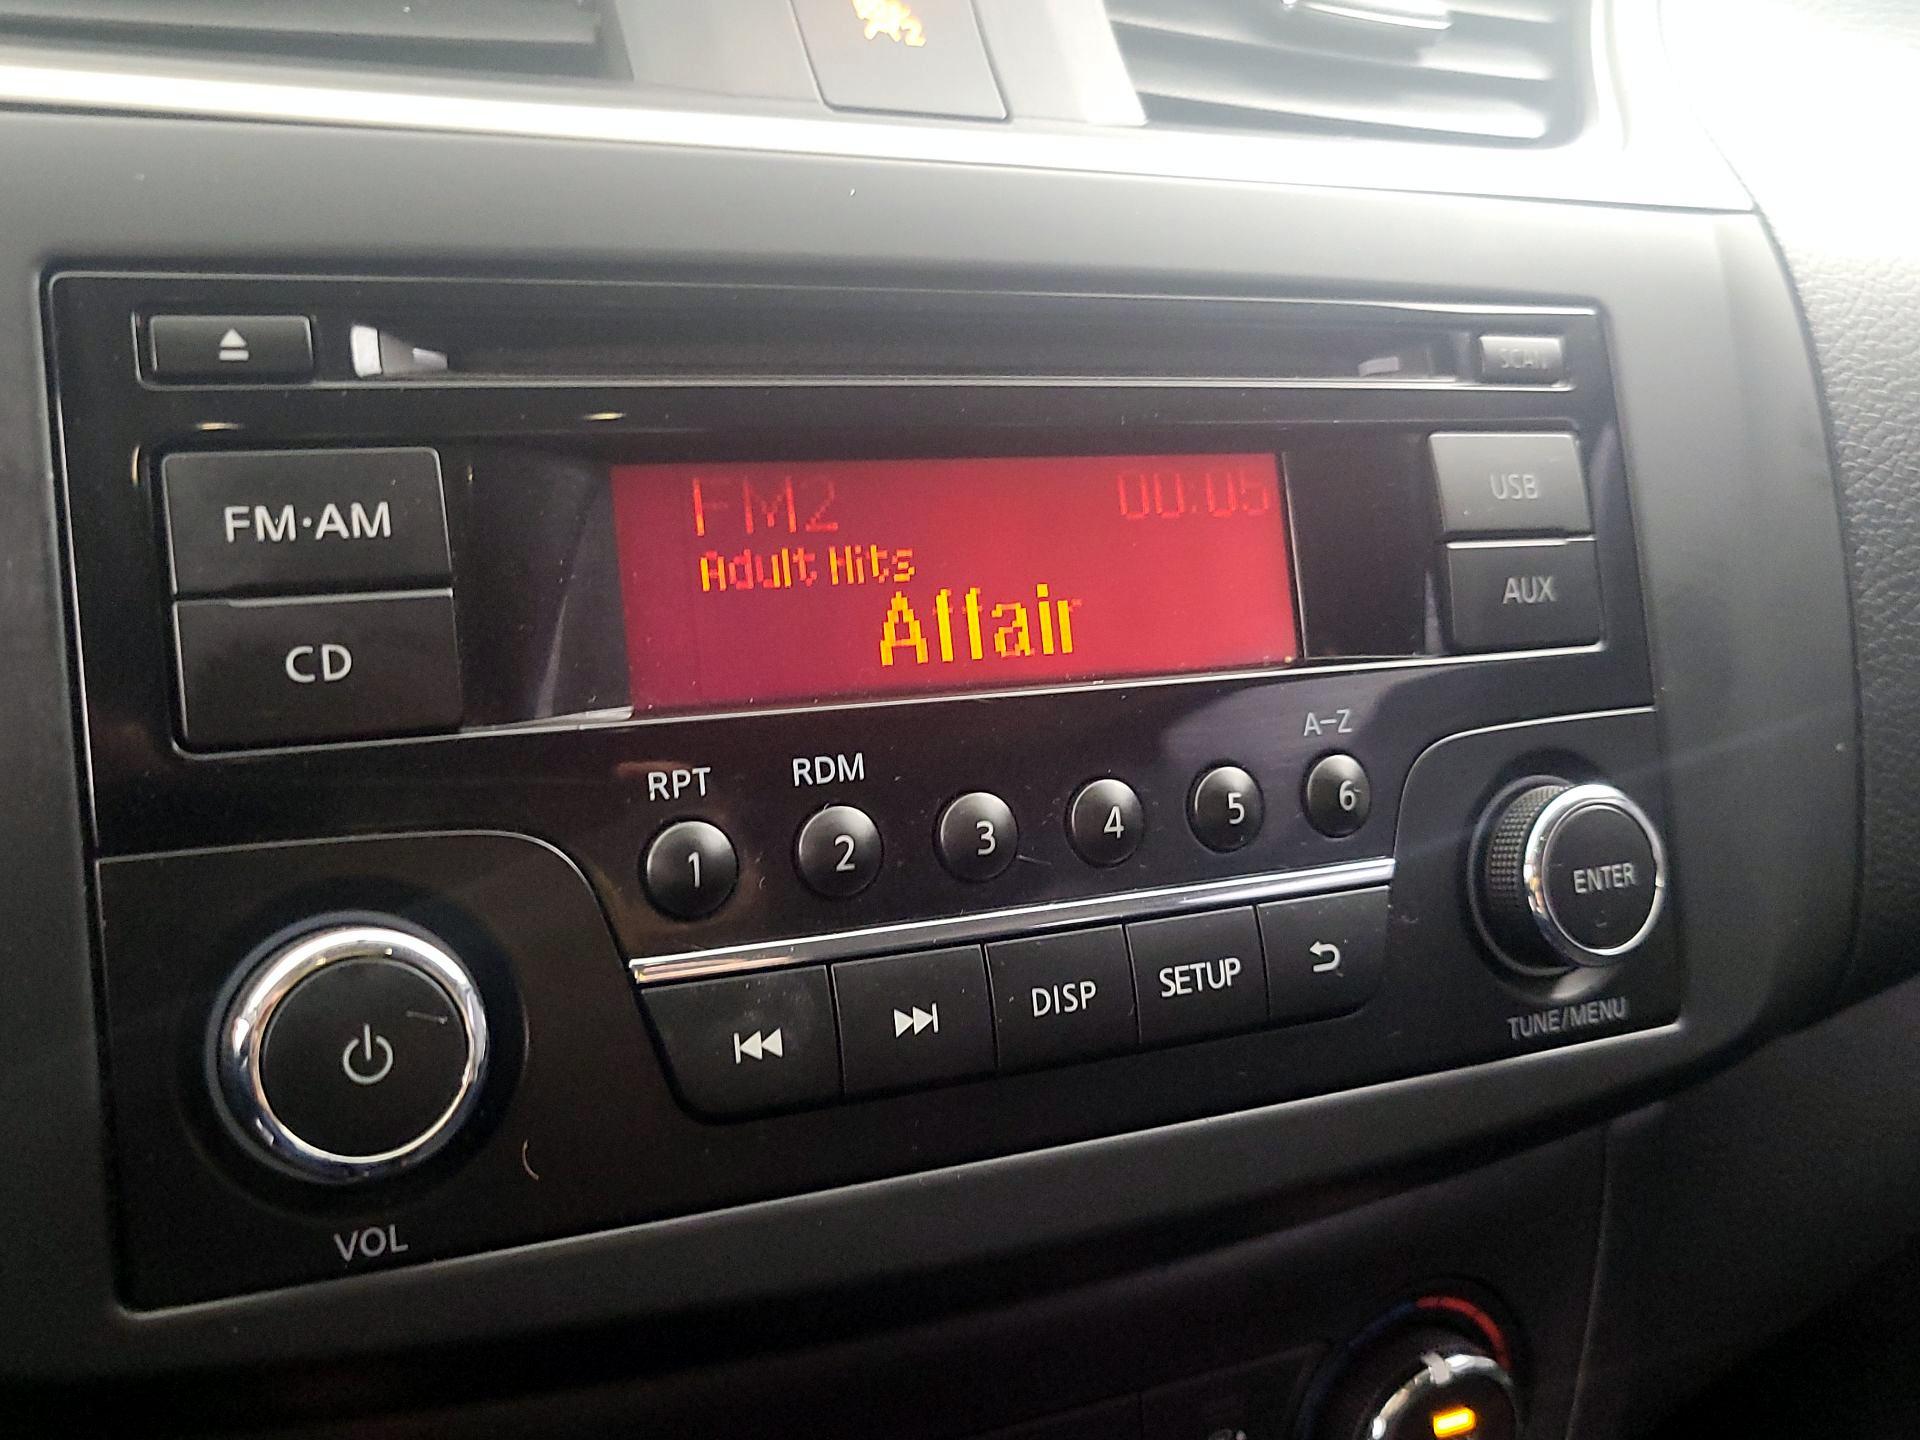 SCAN
FM·AM
CD
FM2 00:05
Adult Hits
Affair
USB
AUX
RPT RDM A-Z
1 2 3 4 5 6
ENTER
DISP SETUP
TUNE/MENU
VOL